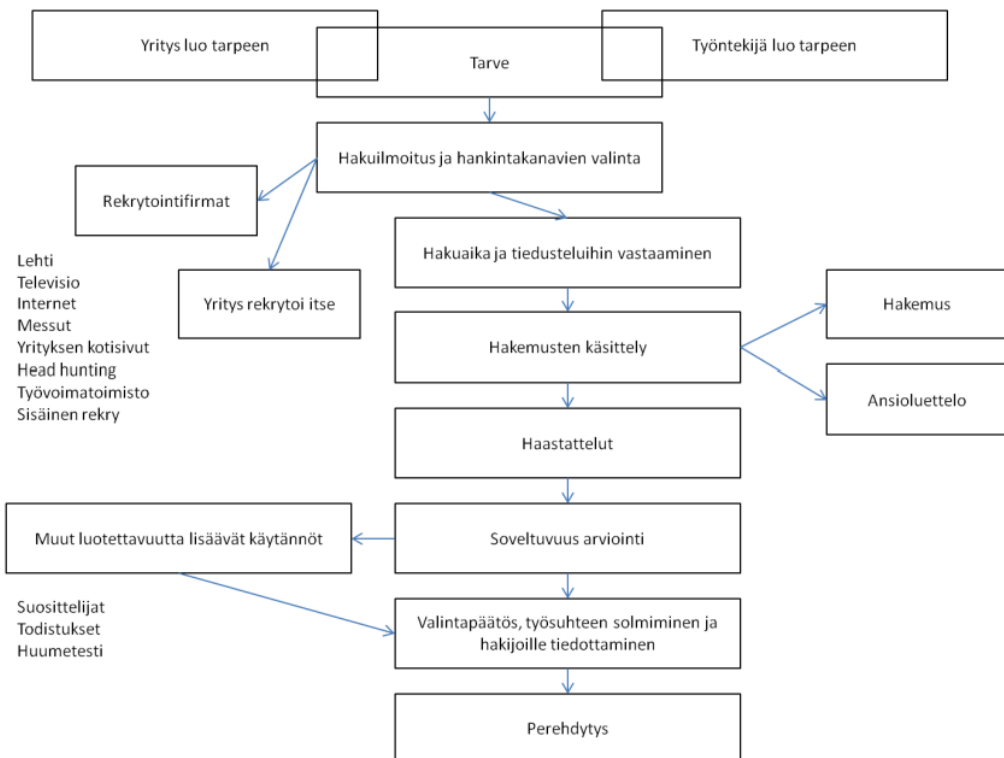 Yritys luo tarpeen
Tarve
Työntekijä luo tarpeen
Hakuilmoitus ja hankintakanavien valinta
Rekrytointifirmat
Hakuaika ja tiedusteluihin vastaaminen
Lehti
Televisio
Internet
Messut
Yrityksen kotisivut
Head hunting
Työvoimatoimisto
Sisäinen rekry
Yritys rekrytoi itse
Hakemusten käsittely
Hakemus
Ansioluettelo
Haastattelut
Soveltuvuus arviointi
Muut luotettavuutta lisäävät käytännöt
Suosittelijat
Todistukset
Huumetesti
Valintapäätös, työsuhteen solmiminen ja
hakijoille tiedottaminen
Perehdytys